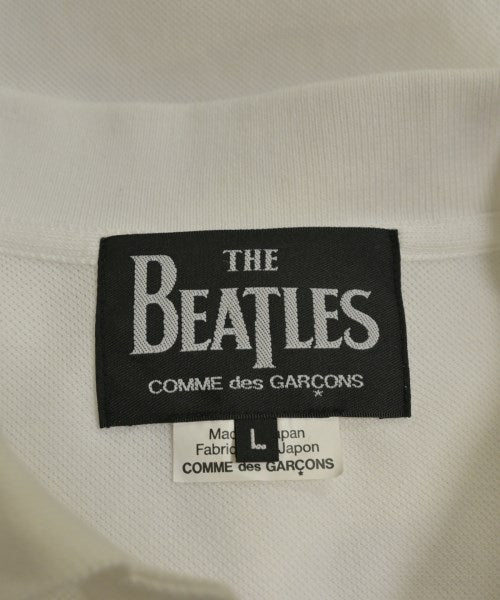 THE
BEATLES
COMME des GARÇONS
L
Japon
COMME des GARÇONS